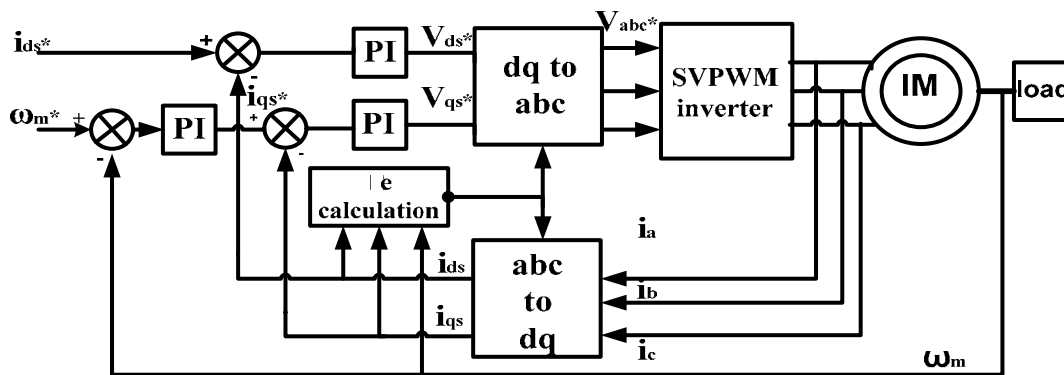 ids*
+
-
PI
Vds*
dq to
abc
Vabc*
SVPWM
inverter
IM
load
ωm*
+
-
PI
iqs*
+
-
PI
Vqs*
e
calculation
ids
iqs
abc
to
dq
ia
ib
ic
ωm